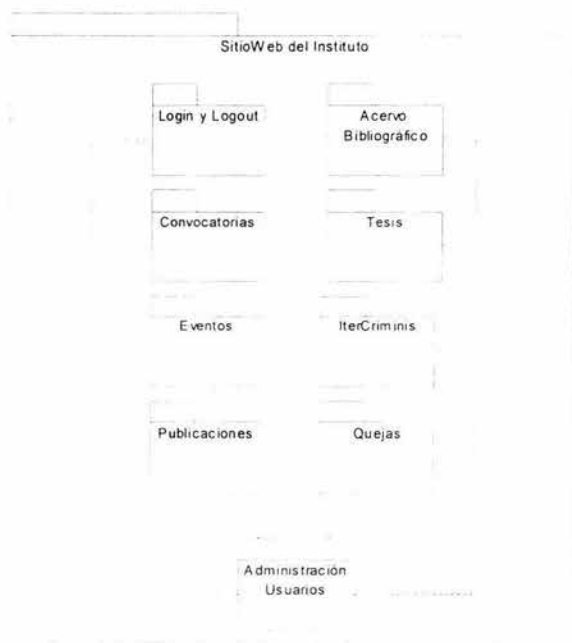 SitioWeb del Instituto
Login y Logout
Acervo
Bibliográfico
Convocatorias
Tesis
Eventos
IterCriminis
Publicaciones
Quejas
Administración
Usuarios